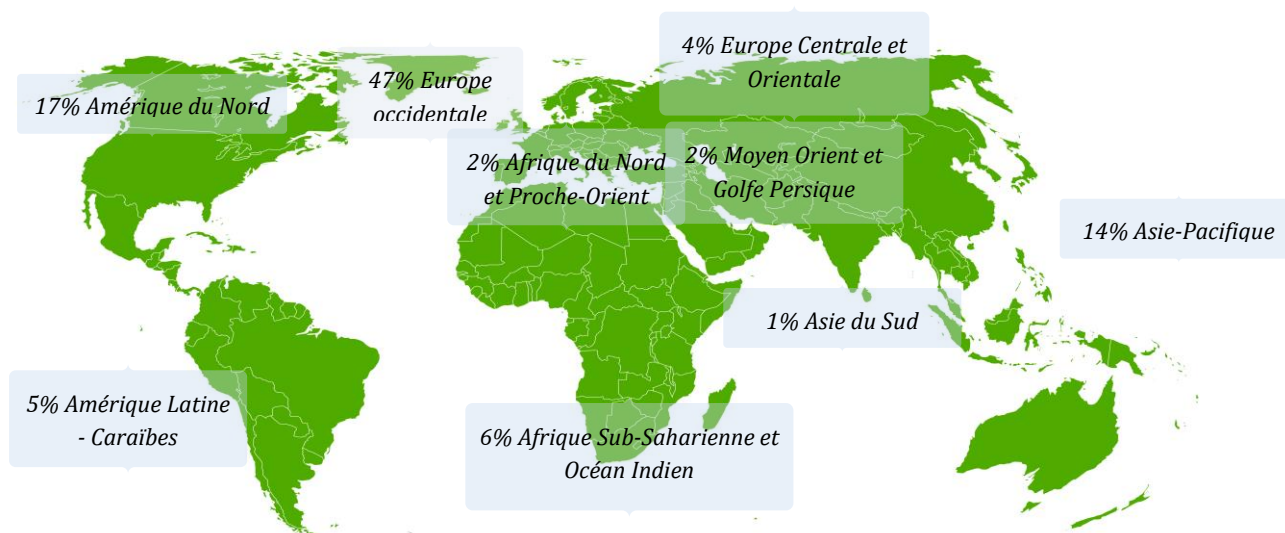 4% Europe Centrale et
Orientale
17% Amérique du Nord
47% Europe
occidentale
2% Afrique du Nord
et Proche-Orient
2% Moyen Orient et
Golfe Persique
14% Asie-Pacifique
1% Asie du Sud
5% Amérique Latine
- Caraïbes
6% Afrique Sub-Saharienne et
Océan Indien